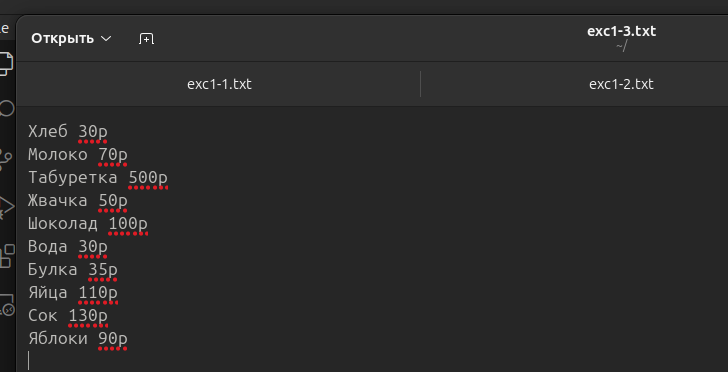 e
Открыть
exc1-3.txt
~/
exc1-1.txt
exc1-2.txt
Хлеб 30р
Молоко 70р
Табуретка 500р
Жвачка 50р
Шоколад 100р
Вода 30р
Булка 35р
Яйца 110р
Сок 130р
Яблоки 90р